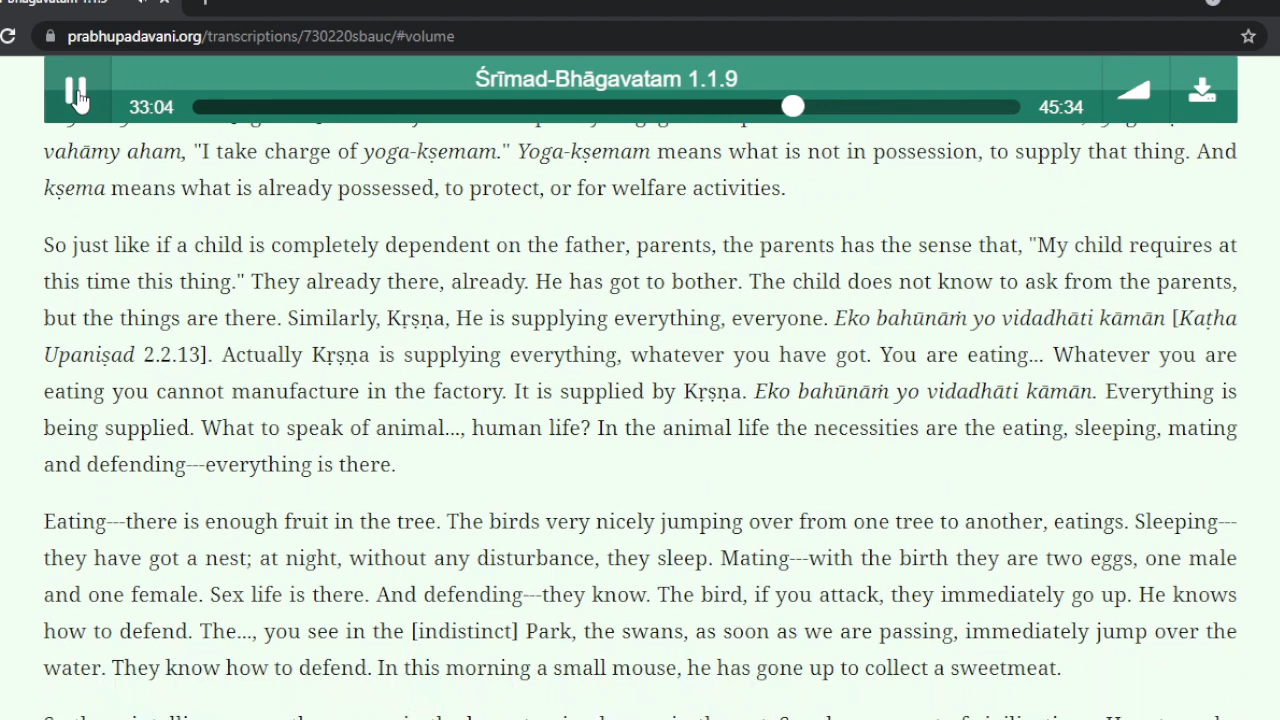 prabhupadavani.org/transcriptions/730220sbauc/#volume
Śrīmad-Bhāgavatam 1.1.9
33:04
45:34
vahāmy aham, "I take charge of yoga-kṣemam." Yoga-kṣemam means what is not in possession, to supply that thing. And
kṣema means what is already possessed, to protect, or for welfare activities.
So just like if a child is completely dependent on the father, parents, the parents has the sense that, "My child requires at
this time this thing." They already there, already. He has got to bother. The child does not know to ask from the parents,
but the things are there. Similarly, Kṛṣṇa, He is supplying everything, everyone. Eko bahūnāṁ yo vidadhāti kāmān [Kaṭha
Upaniṣad 2.2.13]. Actually Kṛṣṇa is supplying everything, whatever you have got. You are eating... Whatever you are
eating you cannot manufacture in the factory. It is supplied by Kṛṣṇa. Eko bahūnāṁ yo vidadhāti kāmān. Everything is
being supplied. What to speak of animal..., human life? In the animal life the necessities are the eating, sleeping, mating
and defending---everything is there.
Eating---there is enough fruit in the tree. The birds very nicely jumping over from one tree to another, eatings. Sleeping---
they have got a nest; at night, without any disturbance, they sleep. Mating---with the birth they are two eggs, one male
and one female. Sex life is there. And defending---they know. The bird, if you attack, they immediately go up. He knows
how to defend. The..., you see in the [indistinct] Park, the swans, as soon as we are passing, immediately jump over the
water. They know how to defend. In this morning a small mouse, he has gone up to collect a sweetmeat.